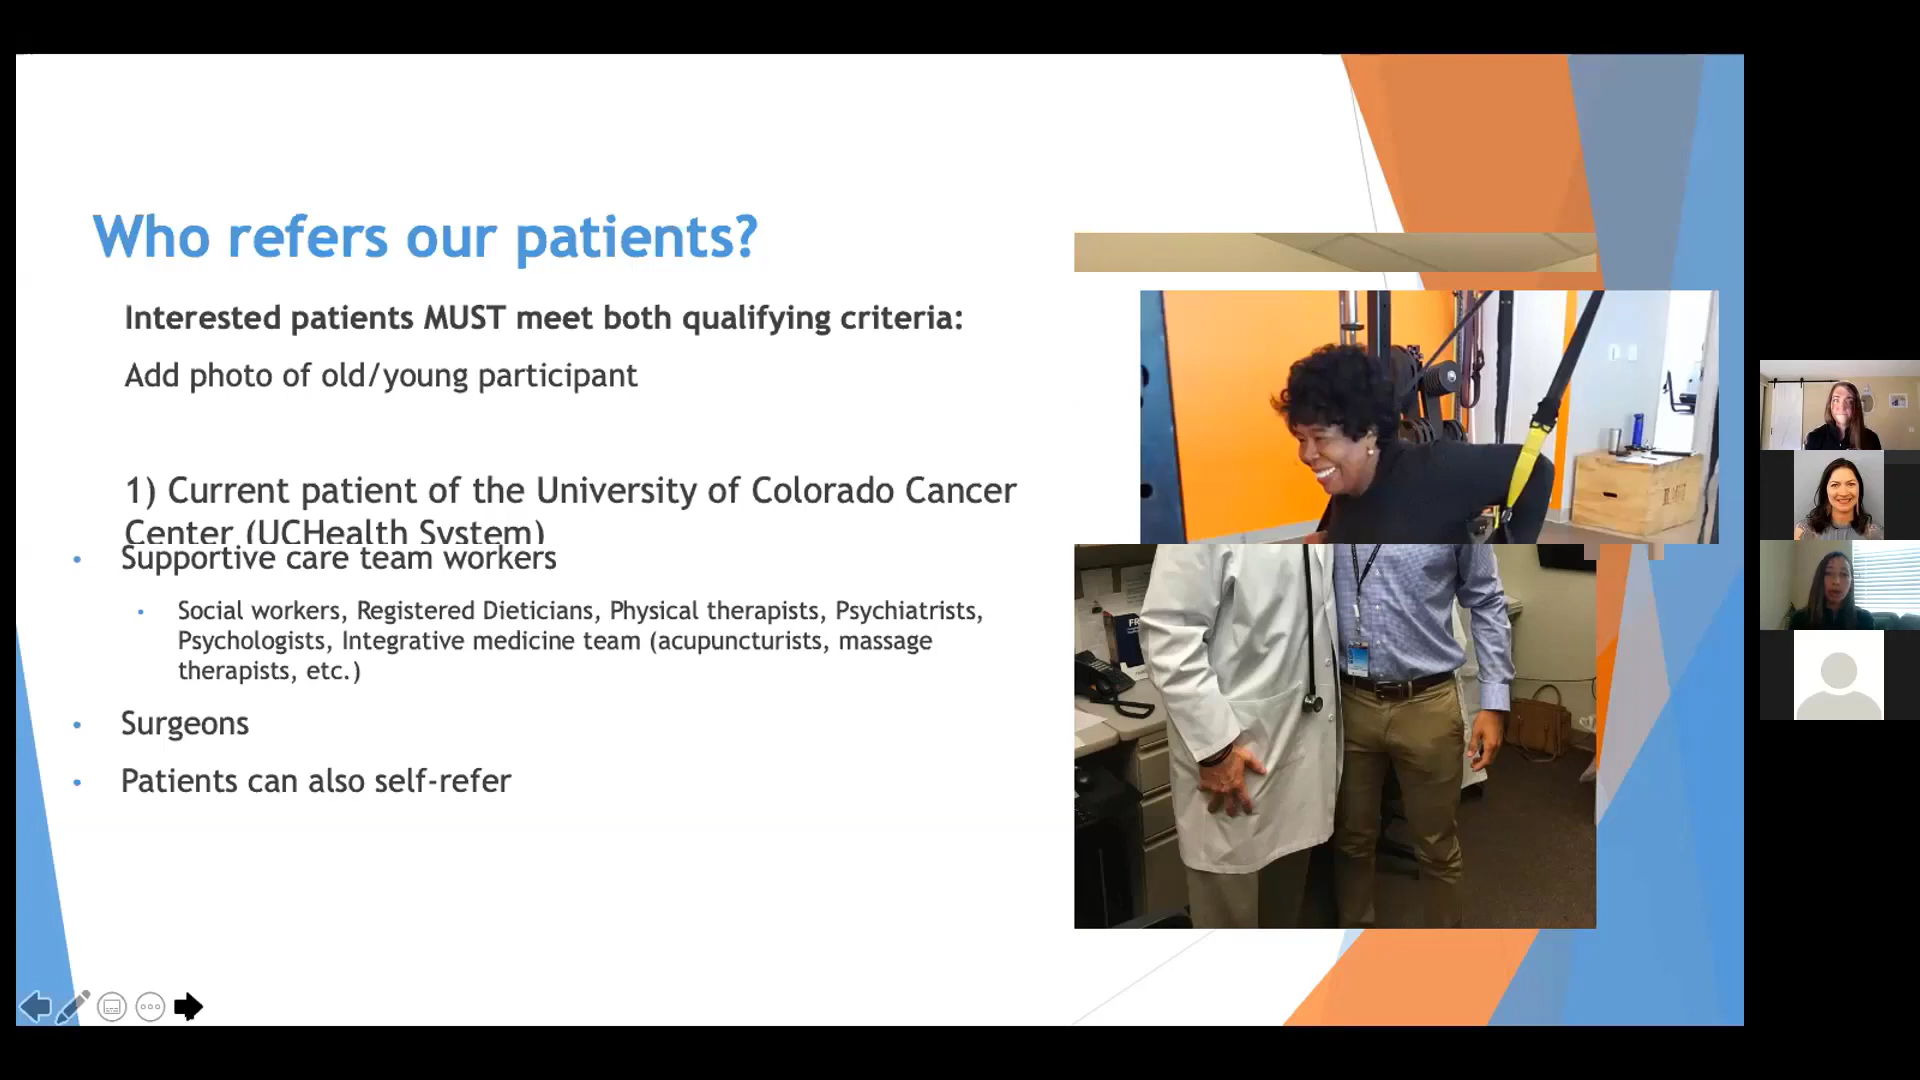 Who refers our patients?
Interested patients MUST meet both qualifying criteria:
Add photo of old/young participant
1) Current patient of the University of Colorado Cancer
Center (UCHealth System)
Supportive care team workers
Social workers, Registered Dieticians, Physical therapists, Psychiatrists,
Psychologists, Integrative medicine team (acupuncturists, massage
therapists, etc.)
Surgeons
Patients can also self-refer